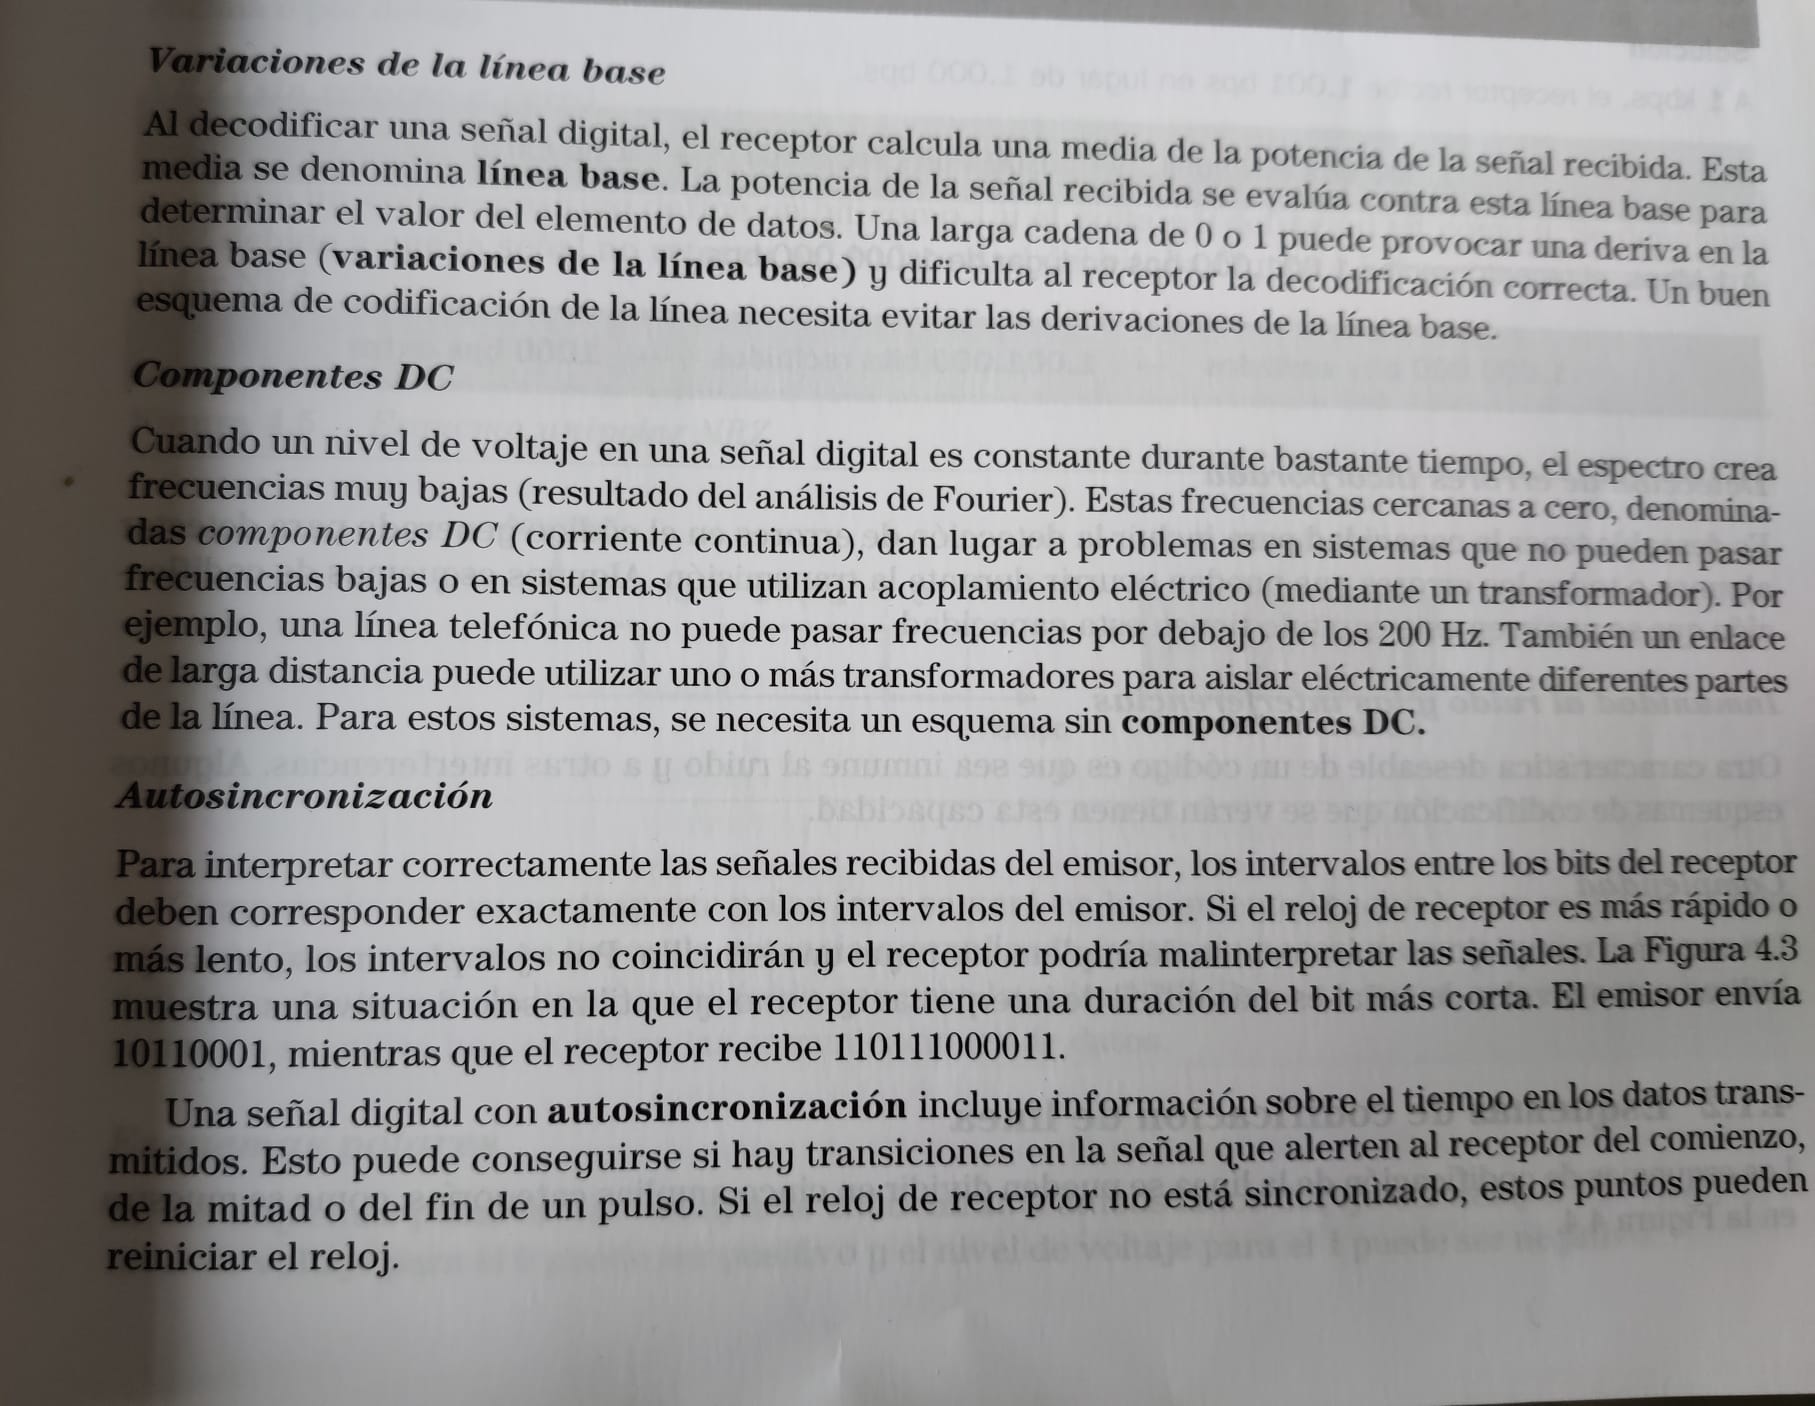 Variaciones de la línea base
Al decodificar una señal digital, el receptor calcula una media de la potencia de la señal recibida. Esta
media se denomina línea base. La potencia de la señal recibida se evalúa contra esta línea base para
determinar el valor del elemento de datos. Una larga cadena de 0 o 1 puede provocar una deriva en la
línea base (variaciones de la línea base) y dificulta al receptor la decodificación correcta. Un buen
esquema de codificación de la línea necesita evitar las derivaciones de la línea base.
Componentes DC
Cuando un nivel de voltaje en una señal digital es constante durante bastante tiempo, el espectro crea
frecuencias muy bajas (resultado del análisis de Fourier). Estas frecuencias cercanas a cero, denomina-
das componentes DC (corriente continua), dan lugar a problemas en sistemas que no pueden pasar
frecuencias bajas o en sistemas que utilizan acoplamiento eléctrico (mediante un transformador). Por
ejemplo, una línea telefónica no puede pasar frecuencias por debajo de los 200 Hz. También un enlace
de larga distancia puede utilizar uno o más transformadores para aislar eléctricamente diferentes partes
de la línea. Para estos sistemas, se necesita un esquema sin componentes DC.
Autosincronización
Para interpretar correctamente las señales recibidas del emisor, los intervalos entre los bits del receptor
deben corresponder exactamente con los intervalos del emisor. Si el reloj de receptor es más rápido o
más lento, los intervalos no coincidirán y el receptor podría malinterpretar las señales. La Figura 4.3
muestra una situación en la que el receptor tiene una duración del bit más corta. El emisor envía
10110001, mientras que el receptor recibe 110111000011.
Una señal digital con autosincronización incluye información sobre el tiempo en los datos trans-
mitidos. Esto puede conseguirse si hay transiciones en la señal que alerten al receptor del comienzo,
de la mitad o del fin de un pulso. Si el reloj de receptor no está sincronizado, estos puntos pueden
reiniciar el reloj.